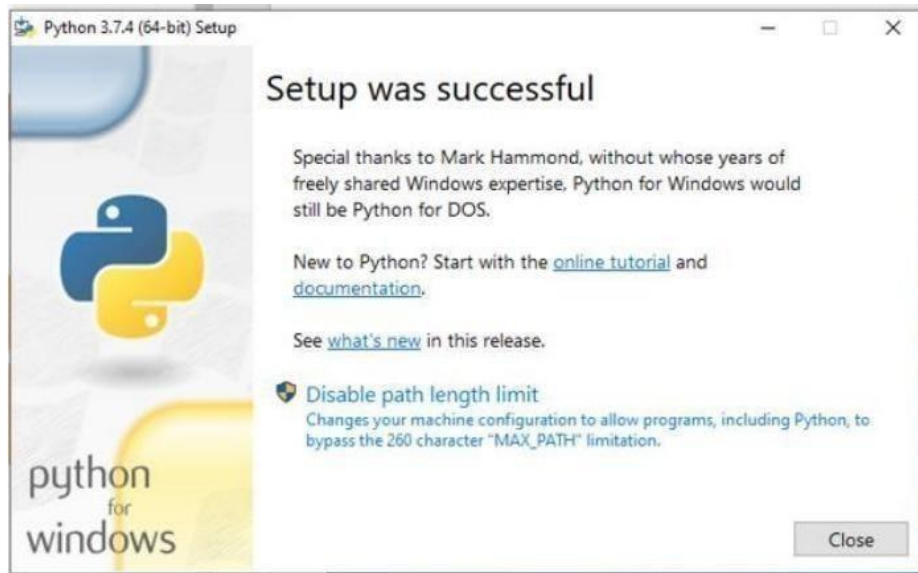 Python 3.7.4 (64-bit) Setup
Setup was successful
Special thanks to Mark Hammond, without whose years of
freely shared Windows expertise, Python for Windows would
still be Python for DOS.
New to Python? Start with the online tutorial and
documentation.
See what's new in this release.
Disable path length limit
Changes your machine configuration to allow programs, including Python, to
bypass the 260 character "MAX_PATH" limitation.
python
for
windows
Close